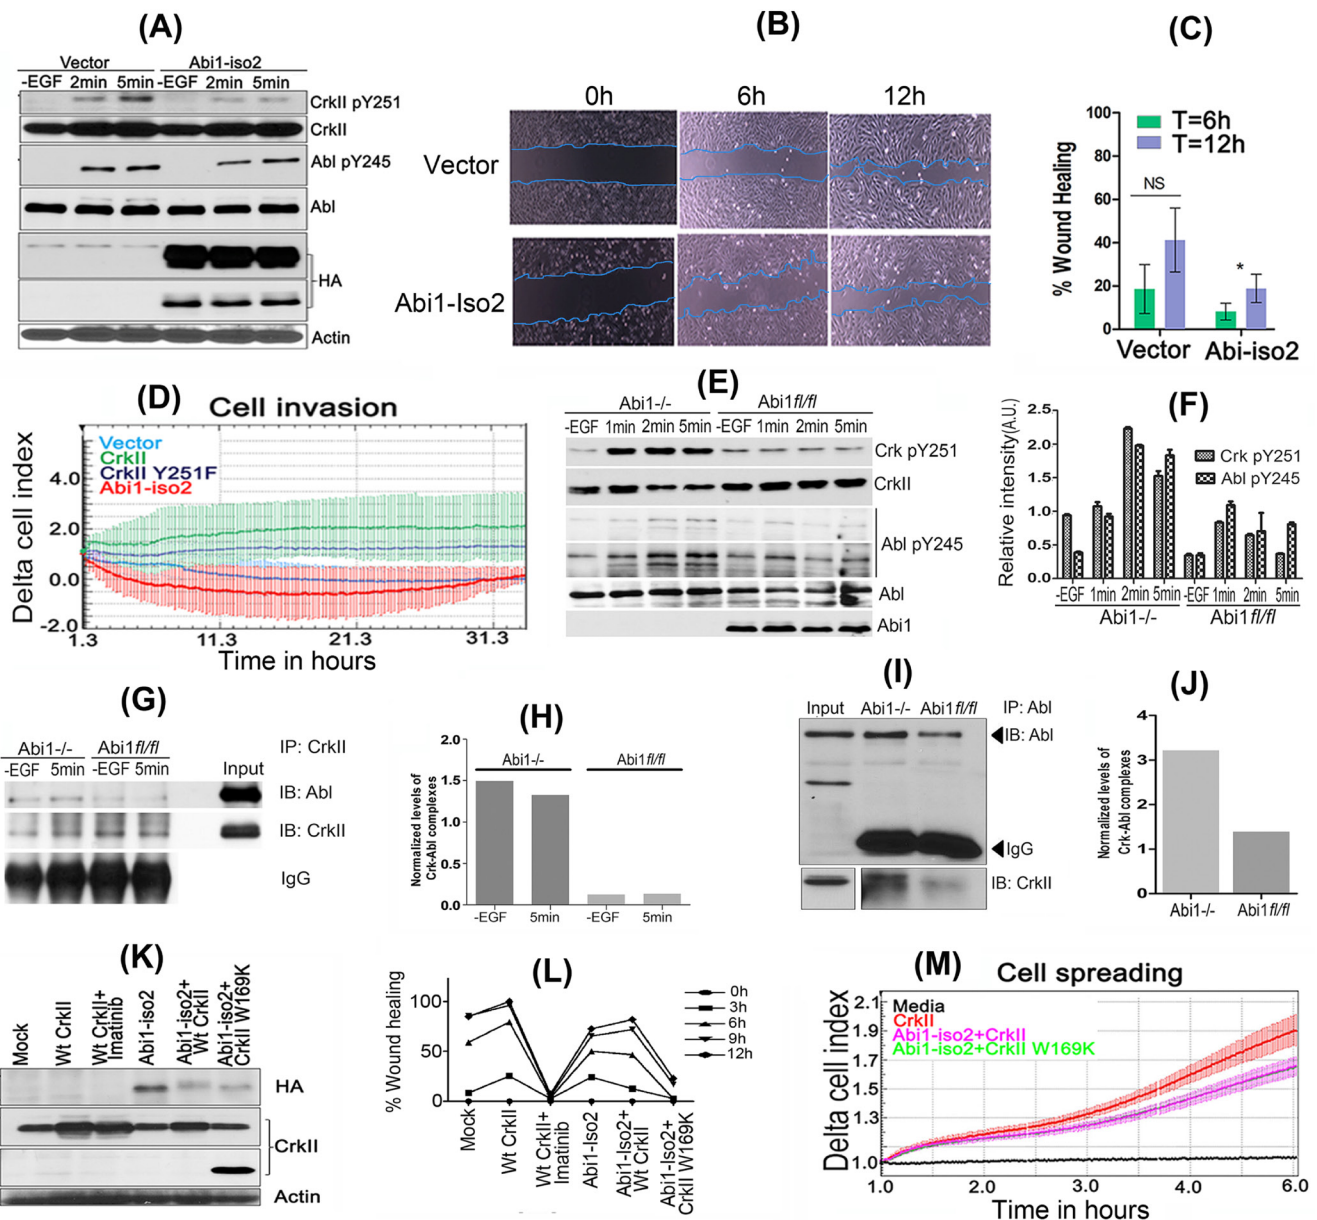 (A)
Vector Abi1-iso2
-EGF 2min 5min -EGF 2min 5min
CrkII pY251
CrkII
Abl pY245
Abl
HA
Actin
(B)
0h 6h 12h
Vector
Abi1-Iso2
(C)
% Wound Healing
100
80
60
40
20
0
T=6h
T=12h
NS
*
Vector Abi-iso2
(D)
Cell invasion
Delta cell index
Vector
CrkII
CrkII Y251F
Abi1-iso2
4.0
2.0
0.0
-2.0
1.3 11.3 21.3 31.3
Time in hours
(E)
Abi1-/- Abi1fl/fl
-EGF 1min 2min 5min -EGF 1min 2min 5min
Crk pY251
CrkII
Abl pY245
Abl
Abi1
(F)
Relative intensity(A.U.)
2.5
2.0
1.5
1.0
0.5
0.0
Crk pY251
Abl pY245
-EGF 1min 2min 5min -EGF 1min 2min 5min
Abi1-/- Abi1fl/fl
(G)
Abi1-/- Abi1fl/fl IP: CrkII
-EGF 5min -EGF 5min Input
IB: Abl
IB: CrkII
IgG
(H)
Normalized levels of
Crk-Abl complexes
2.0
1.5
1.0
0.5
0.0
Abi1-/- Abi1fl/fl
-EGF 5min -EGF 5min
(I)
Input Abi1-/- Abi1fl/fl IP: Abl
IB: Abl
IgG
IB: CrkII
(J)
Normalized levels of
Crk-Abl complexes
4
3
2
1
0
Abi1-/- Abi1fl/fl
(K)
Mock
Wt CrkII
Wt CrkII+
Imatinib
Abi1-iso2
Abi1-iso2+
Wt CrkII
Abi1-iso2+
CrkII W169K
HA
CrkII
Actin
(L)
% Wound healing
100
50
0
0h
3h
6h
9h
12h
Mock
Wt CrkII
Wt CrkII+
Imatinib
Abi1-Iso2
Abi1-Iso2+
Wt CrkII
Abi1-Iso2+
CrkII W169K
(M)
Cell spreading
Delta cell index
2.1
1.9
1.7
1.5
1.3
1.0
Media
CrkII
Abi1-iso2+CrkII
Abi1-iso2+CrkII W169K
1.0 2.0 3.0 4.0 5.0 6.0
Time in hours